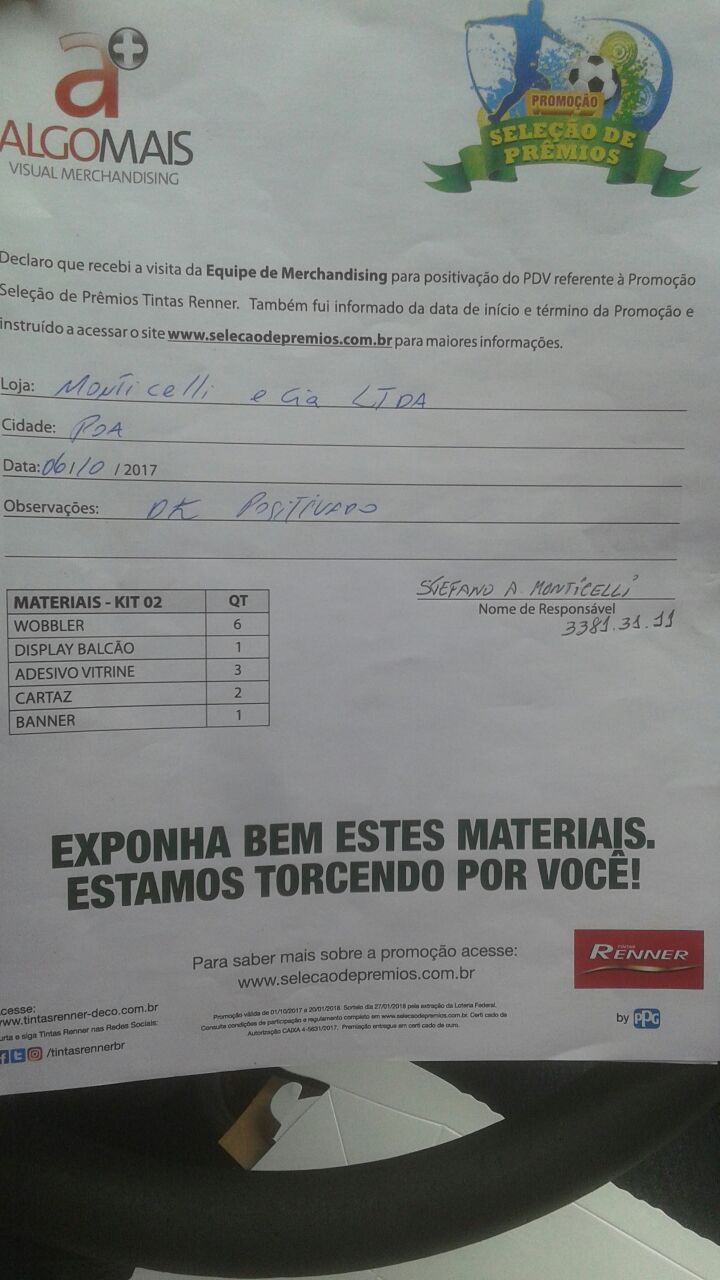 a+
ALGOMAIS
VISUAL MERCHANDISING
PROMOÇÃO
SELEÇÃO DE
PRÊMIOS
Declaro que recebi a visita da Equipe de Merchandising para positivação do PDV referente à Promoção
Seleção de Prêmios Tintas Renner. Também fui informado da data de início e término da Promoção e
instruído a acessar o site www.selecaodepremios.com.br para maiores informações.
Loja: Monticelli e Cia LTDA
Cidade: POA
Data: 06/10 / 2017
Observações: OK POSITIVADO
STEFANO A. MONTICELLI
Nome de Responsável
3381.31.11
MATERIAIS - KIT 02 QT
WOBBLER 6
DISPLAY BALCÃO 1
ADESIVO VITRINE 3
CARTAZ 2
BANNER 1
EXPONHA BEM ESTES MATERIAIS.
ESTAMOS TORCENDO POR VOCÊ!
Para saber mais sobre a promoção acesse:
www.selecaodepremios.com.br
TINTAS
RENNER
by PPG
cesse:
www.tintasrenner-deco.com.br
urta e siga Tintas Renner nas Redes Sociais:
/tintasrennerbr
Promoção válida de 01/10/2017 a 20/01/2018. Sorteio dia 27/01/2018 pela extração da Loteria Federal.
Consulte condições de participação e regulamento completo em www.selecaodepremios.com.br. Certi cado de
Autorização CAIXA 4-5631/2017. Premiação entregue em certi cado de ouro.